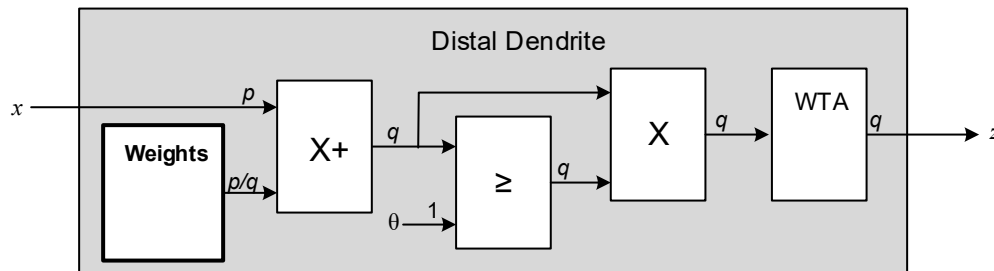 Distal Dendrite
x
p
Weights
p/q
X+
q
θ
1
≥
q
X
q
WTA
q
z